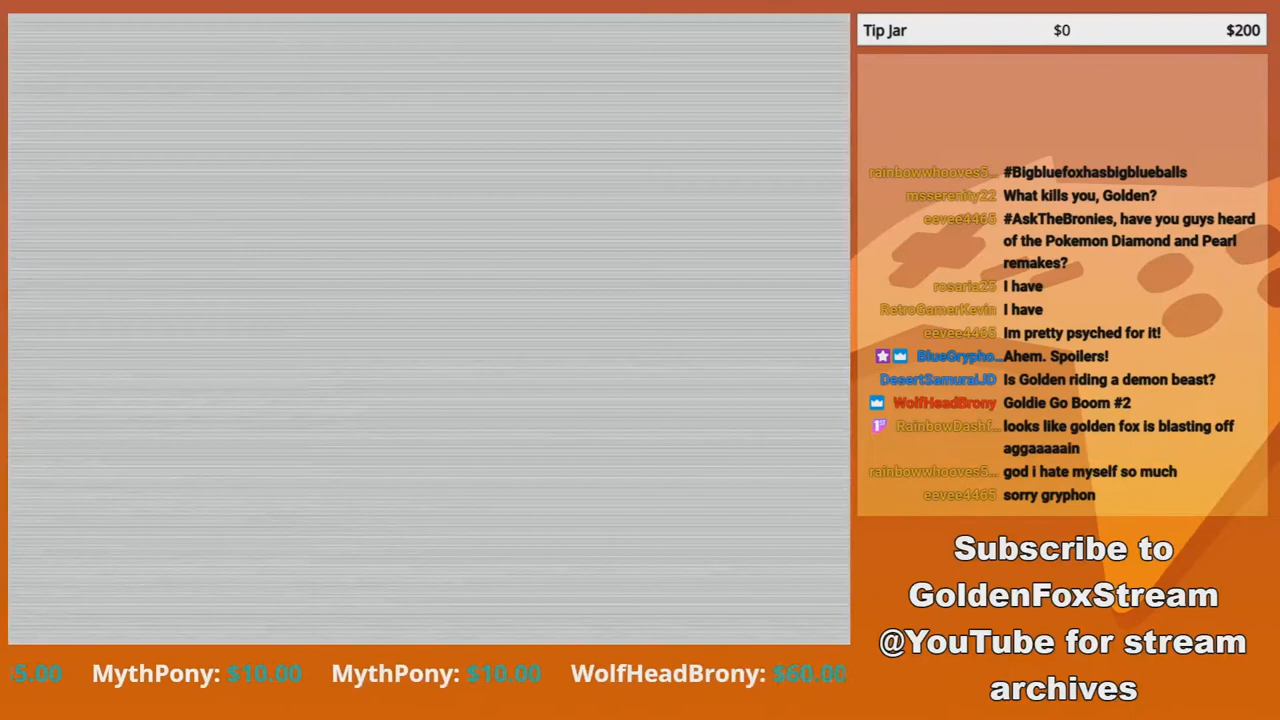 Tip Jar $0 $200
rainbowwhooves5... #Bigbluefoxhasbigblueballs
msserenity22 What kills you, Golden?
eevee4465 #AskTheBronies, have you guys heard
of the Pokemon Diamond and Pearl
remakes?
rosaria25 I have
RetroGamerKevin I have
eevee4465 Im pretty psyched for it!
BlueGrypho... Ahem. Spoilers!
DesertSamuraiJD Is Golden riding a demon beast?
WolfHeadBrony Goldie Go Boom #2
RainbowDashf... looks like golden fox is blasting off
aggaaaaain
rainbowwhooves5... god i hate myself so much
eevee4465 sorry gryphon
Subscribe to
GoldenFoxStream
@YouTube for stream
archives
5.00 MythPony: $10.00 MythPony: $10.00 WolfHeadBrony: $60.00